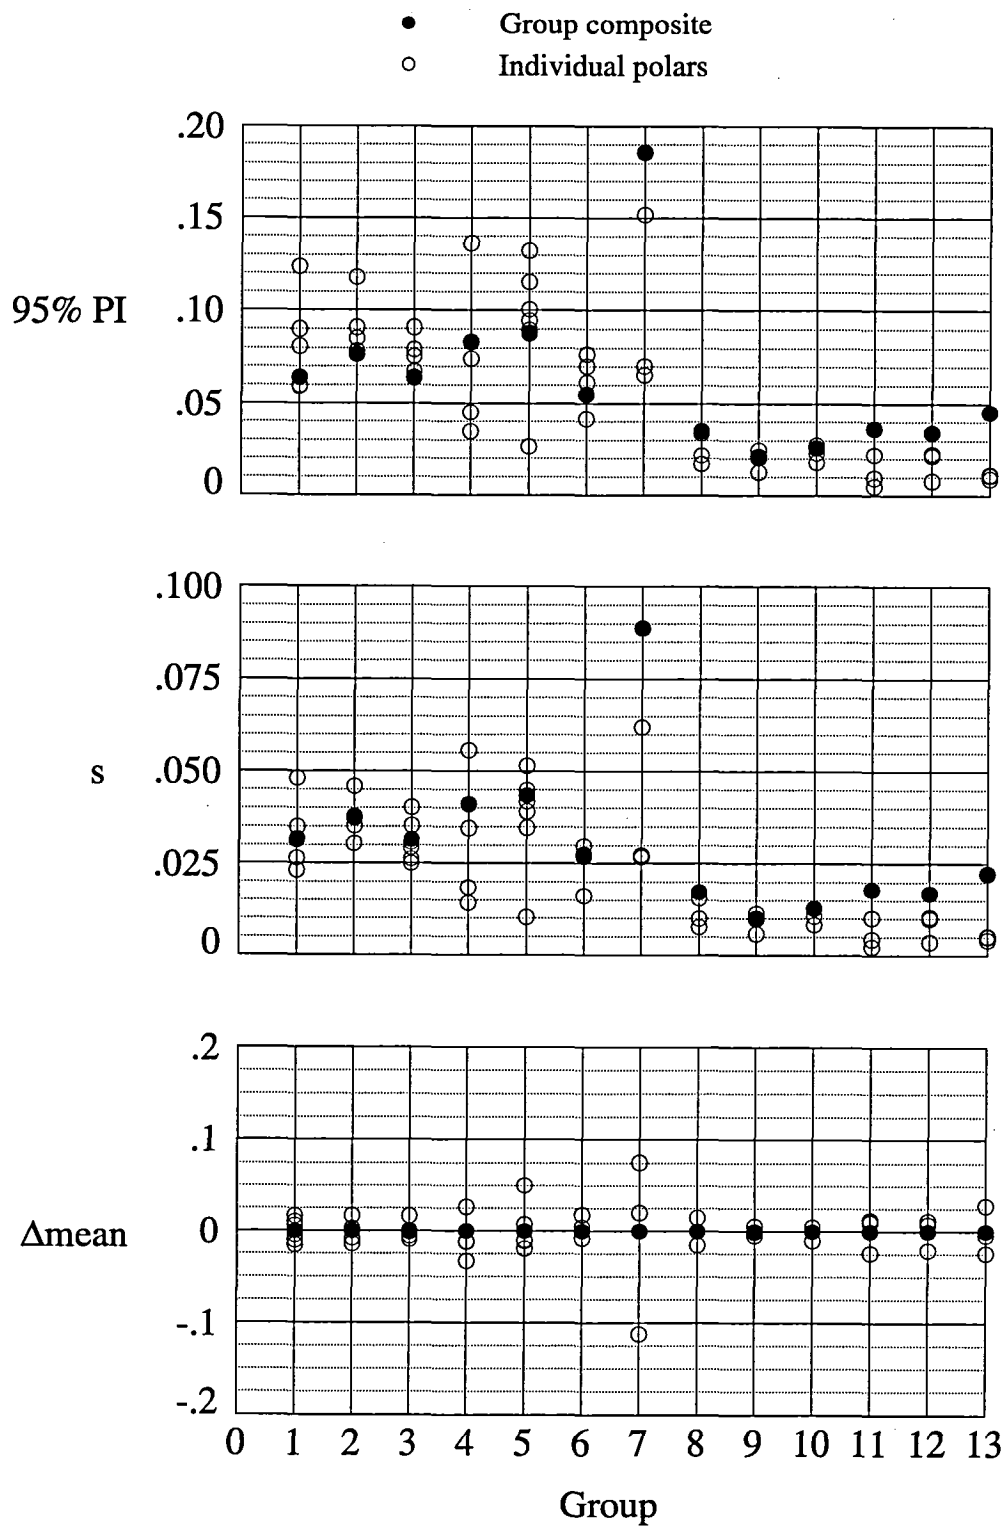 Group composite
Individual polars
.20
.15
95% PI
.10
.05
0
.100
.075
s
.050
.025
0
.2
.1
Δmean
0
-.1
-.2
0 1 2 3 4 5 6 7 8 9 10 11 12 13
Group